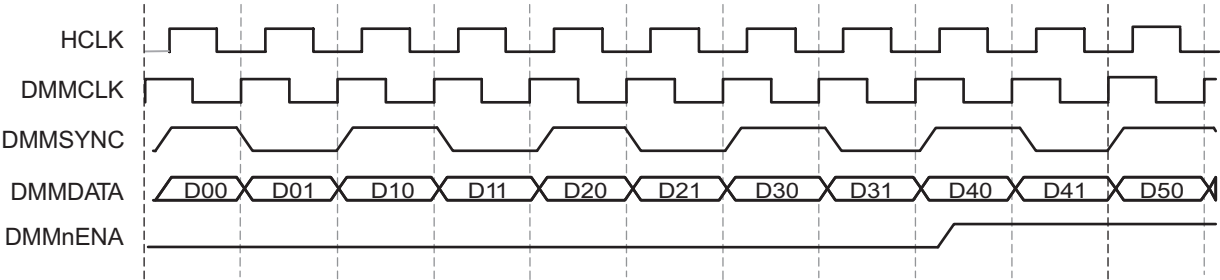 HCLK
DMMCLK
DMMSYNC
DMMDATA D00 D01 D10 D11 D20 D21 D30 D31 D40 D41 D50
DMMnENA